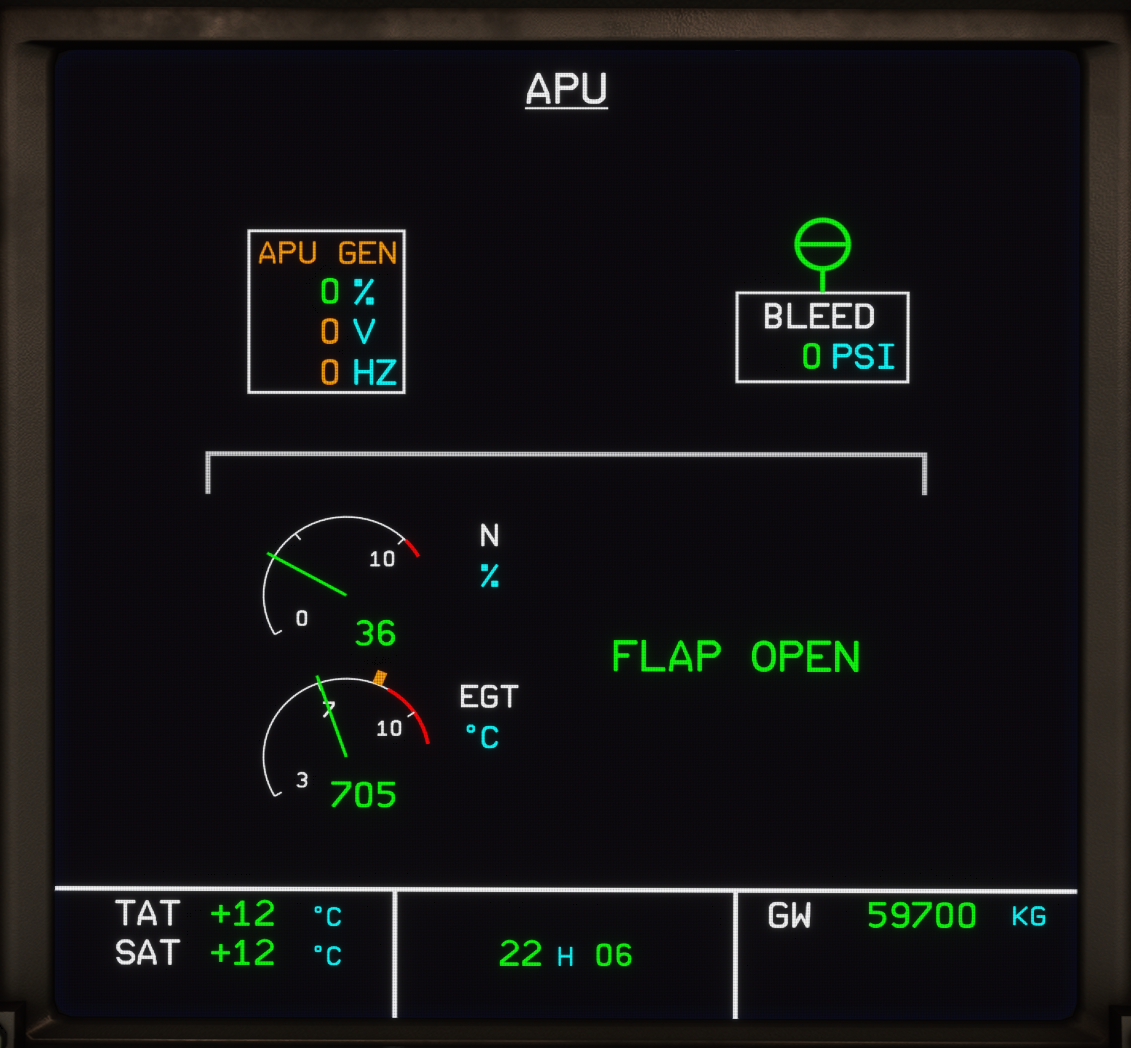 APU
APU GEN
0 %
0 V
0 HZ
BLEED
0 PSI
10
0
N
%
36
FLAP OPEN
7
10
3
EGT
°C
705
TAT +12 °C
SAT +12 °C
22 H 06
GW 59700 KG